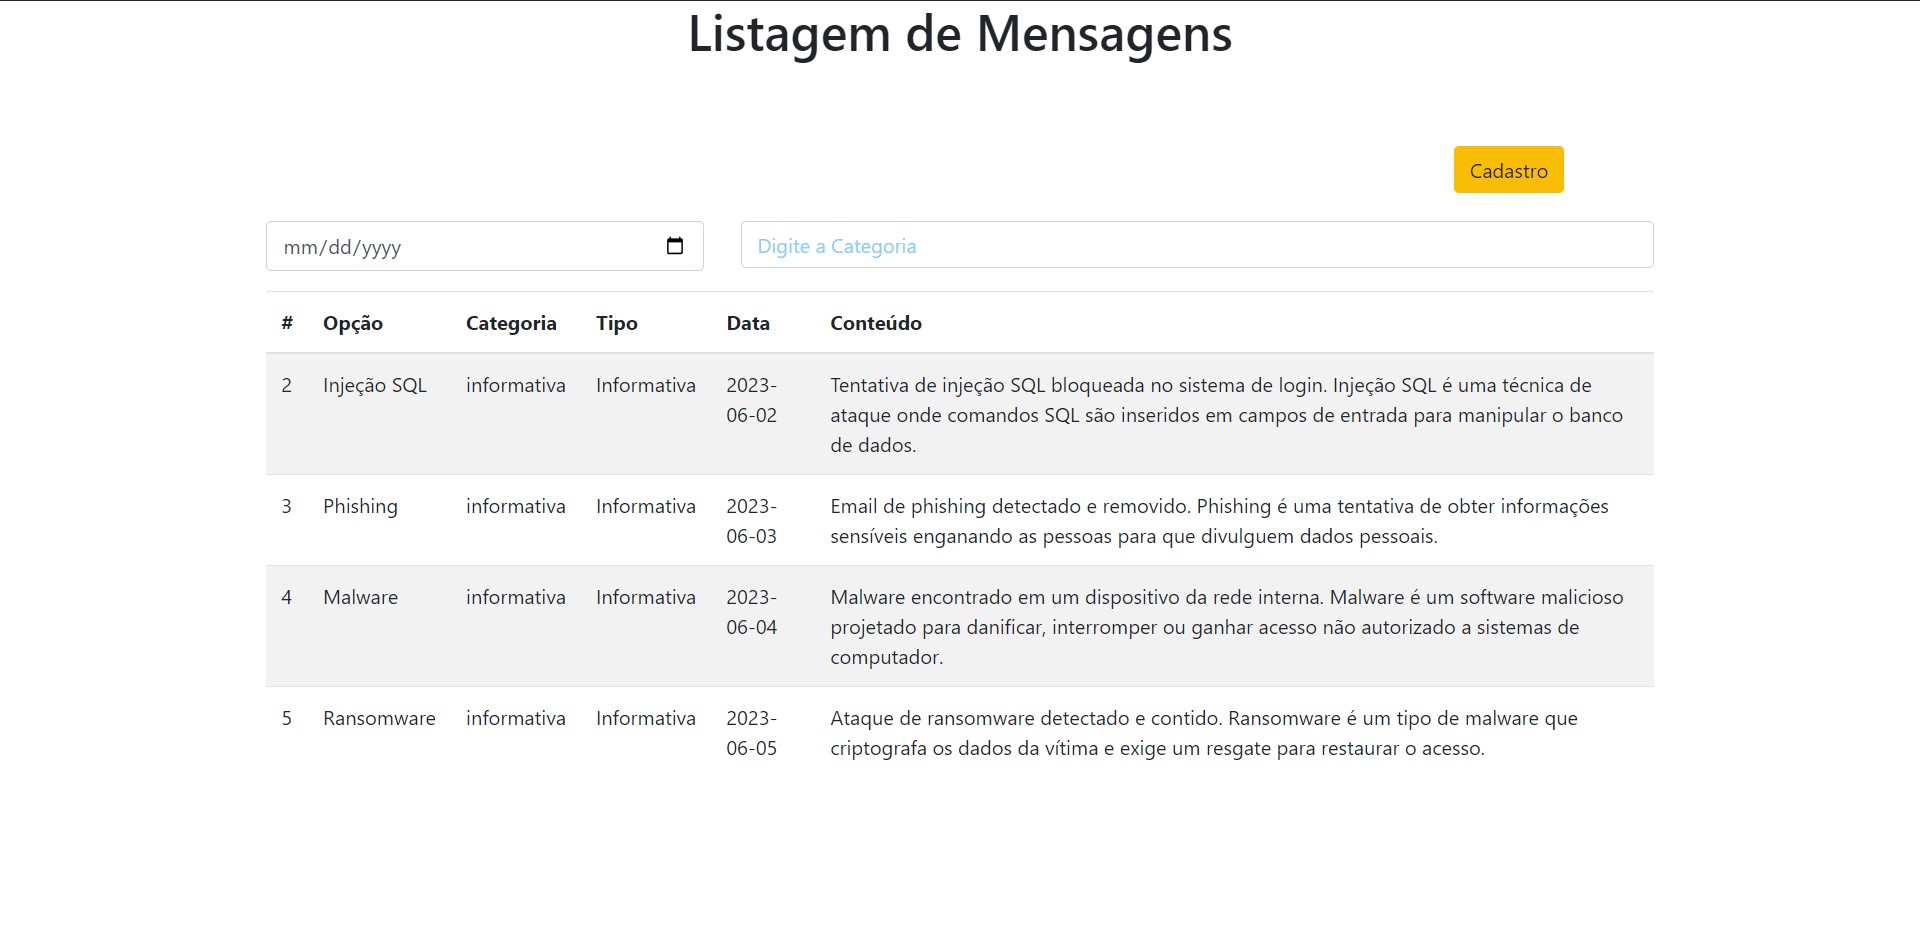 Listagem de Mensagens
Cadastro
mm/dd/yyyy Digite a Categoria
# Opção Categoria Tipo Data Conteúdo
2 Injeção SQL informativa Informativa 2023- Tentativa de injeção SQL bloqueada no sistema de login. Injeção SQL é uma técnica de
06-02 ataque onde comandos SQL são inseridos em campos de entrada para manipular o banco
de dados.
3 Phishing informativa Informativa 2023- Email de phishing detectado e removido. Phishing é uma tentativa de obter informações
06-03 sensíveis enganando as pessoas para que divulguem dados pessoais.
4 Malware informativa Informativa 2023- Malware encontrado em um dispositivo da rede interna. Malware é um software malicioso
06-04 projetado para danificar, interromper ou ganhar acesso não autorizado a sistemas de
computador.
5 Ransomware informativa Informativa 2023- Ataque de ransomware detectado e contido. Ransomware é um tipo de malware que
06-05 criptografa os dados da vítima e exige um resgate para restaurar o acesso.